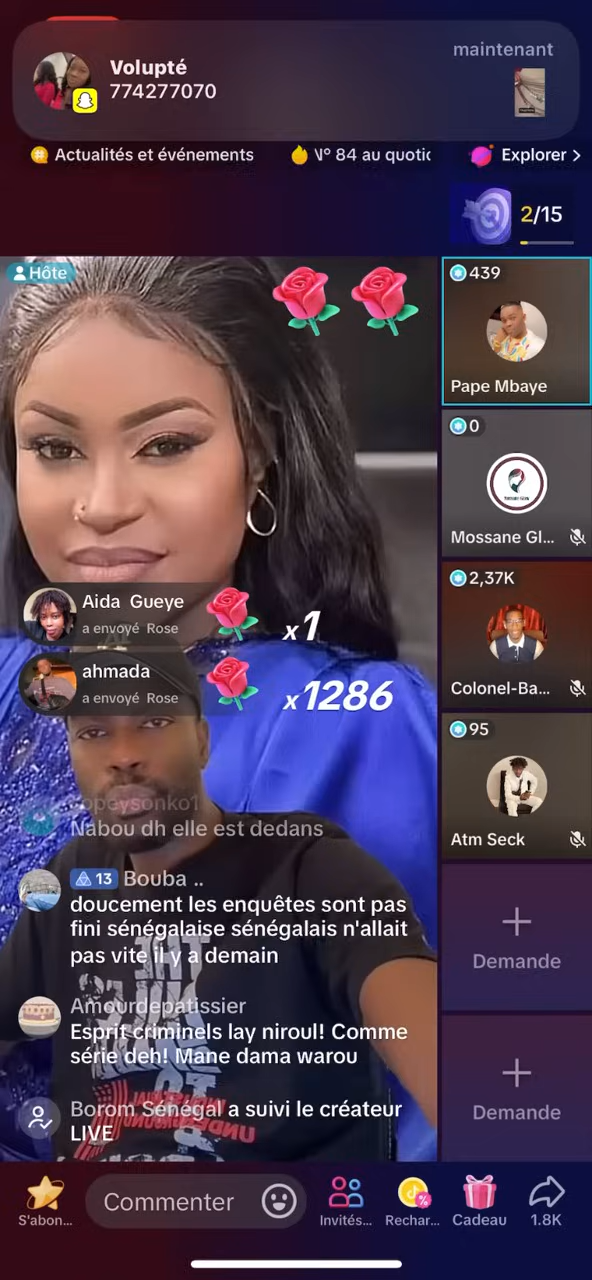 maintenant
Volupté
774277070
Actualités et événements
N° 84 au quotid
Explorer >
2/15
Hôte
439
Pape Mbaye
0
Mossane Gl...
2,37K
Colonel-Ba...
95
Atm Seck
+
Demande
+
Demande
Aida Gueye
a envoyé Rose
x1
ahmada
a envoyé Rose
x1286
opeysonko1
Nabou dh elle est dedans
13 Bouba ..
doucement les enquêtes sont pas
fini sénégalaise sénégalais n'allait
pas vite il y a demain
Amourdepatissier
Esprit criminels lay niroul! Comme
série deh! Mane dama warou
Borom Sénégal a suivi le créateur
LIVE
S'abon...
Commenter
Invités...
Rechar...
Cadeau
1.8K